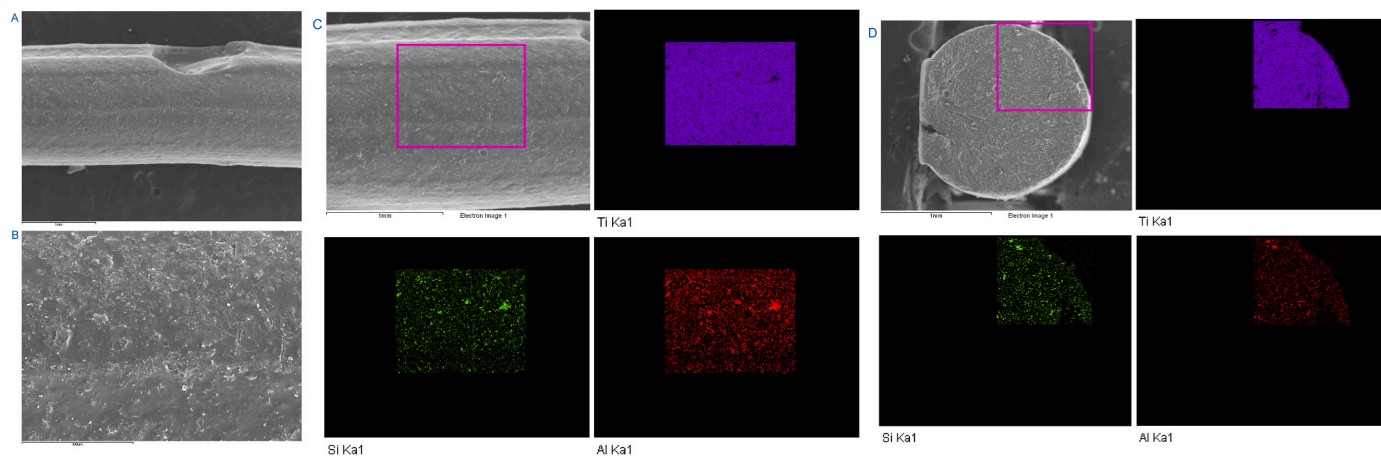 A
B
C
1mm
Electron Image 1
Ti Ka1
Si Ka1
Al Ka1
D
1mm
Electron Image 1
Ti Ka1
Si Ka1
Al Ka1